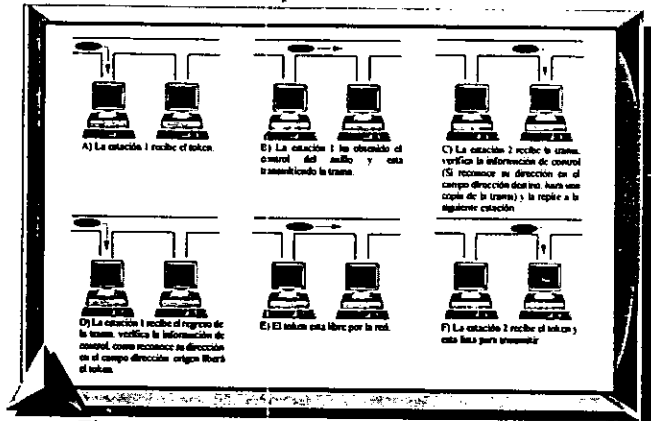 A) La estación 1 recibe el token.
B) La estación 1 ha obtenido el
control del anillo y esta
transmitiendo la trama.
C) La estación 2 recibe la trama,
verifica la información de control
(Si reconoce su dirección en el
campo dirección destino, hara una
copia de la trama) y la repite a la
siguiente estación
D) La estación 1 recibe el regreso de
la trama, verifica la información de
control, como reconoce su dirección
en el campo dirección origen liberá
el token.
E) El token esta libre por la red.
F) La estación 2 recibe el token y
esta lista para transmitir